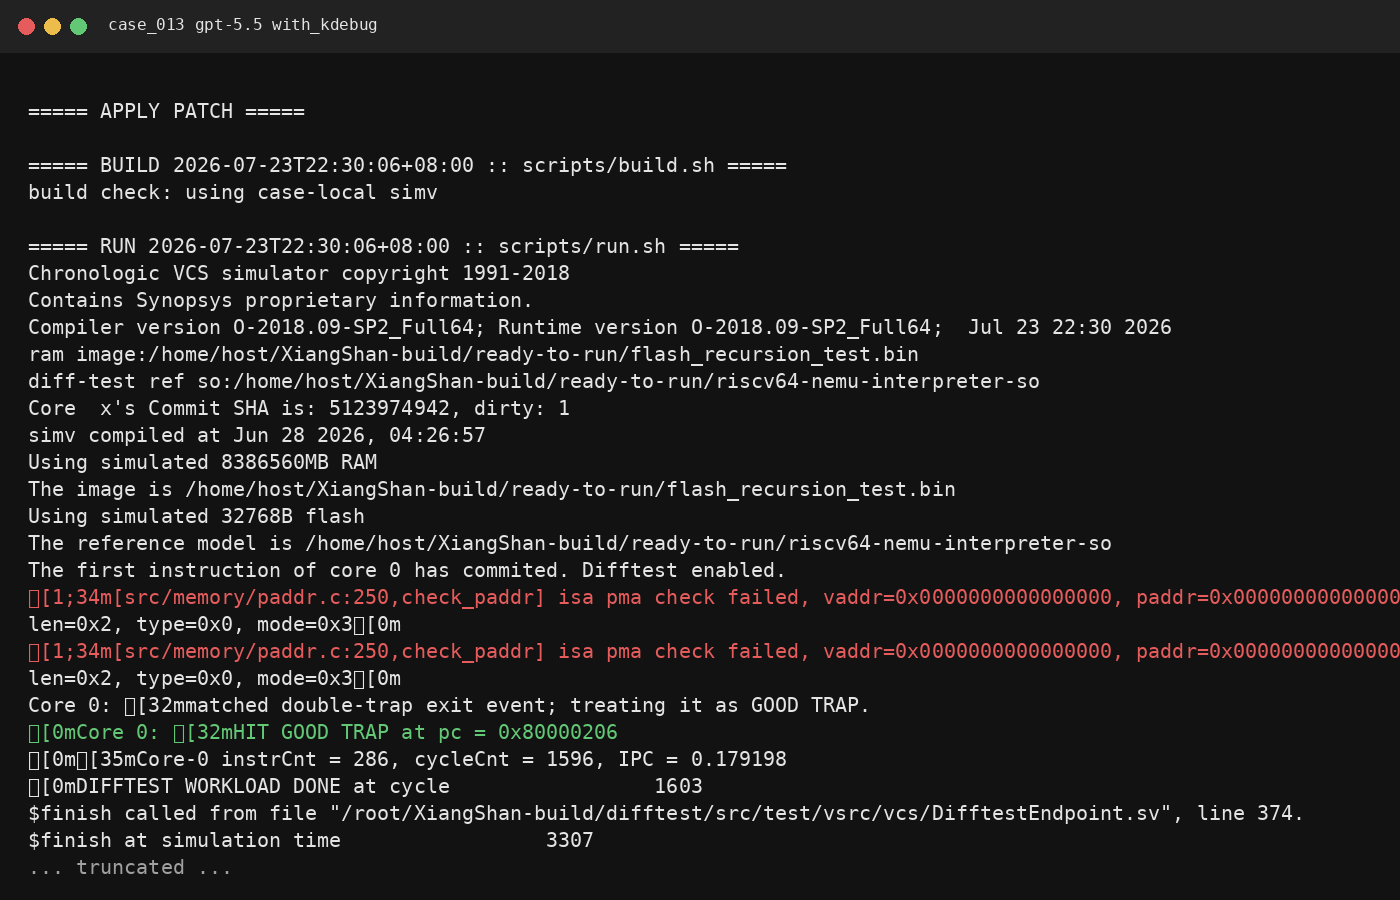 case_013 gpt-5.5 with_kdebug
===== APPLY PATCH =====
===== BUILD 2026-07-23T22:30:06+08:00 :: scripts/build.sh =====
build check: using case-local simv
===== RUN 2026-07-23T22:30:06+08:00 :: scripts/run.sh =====
Chronologic VCS simulator copyright 1991-2018
Contains Synopsys proprietary information.
Compiler version O-2018.09-SP2_Full64; Runtime version O-2018.09-SP2_Full64;  Jul 23 22:30 2026
ram image:/home/host/XiangShan-build/ready-to-run/flash_recursion_test.bin
diff-test ref so:/home/host/XiangShan-build/ready-to-run/riscv64-nemu-interpreter-so
Core  x's Commit SHA is: 5123974942, dirty: 1
simv compiled at Jun 28 2026, 04:26:57
Using simulated 8386560MB RAM
The image is /home/host/XiangShan-build/ready-to-run/flash_recursion_test.bin
Using simulated 32768B flash
The reference model is /home/host/XiangShan-build/ready-to-run/riscv64-nemu-interpreter-so
The first instruction of core 0 has commited. Difftest enabled.
▯[1;34m[src/memory/paddr.c:250,check_paddr] isa pma check failed, vaddr=0x0000000000000000, paddr=0x00000000000000
len=0x2, type=0x0, mode=0x3▯[0m
▯[1;34m[src/memory/paddr.c:250,check_paddr] isa pma check failed, vaddr=0x0000000000000000, paddr=0x00000000000000
len=0x2, type=0x0, mode=0x3▯[0m
Core 0: ▯[32mmatched double-trap exit event; treating it as GOOD TRAP.
▯[0mCore 0: ▯[32mHIT GOOD TRAP at pc = 0x80000206
▯[0m▯[35mCore-0 instrCnt = 286, cycleCnt = 1596, IPC = 0.179198
▯[0mDIFFTEST WORKLOAD DONE at cycle                 1603
$finish called from file "/root/XiangShan-build/difftest/src/test/vsrc/vcs/DifftestEndpoint.sv", line 374.
$finish at simulation time                 3307
... truncated ...